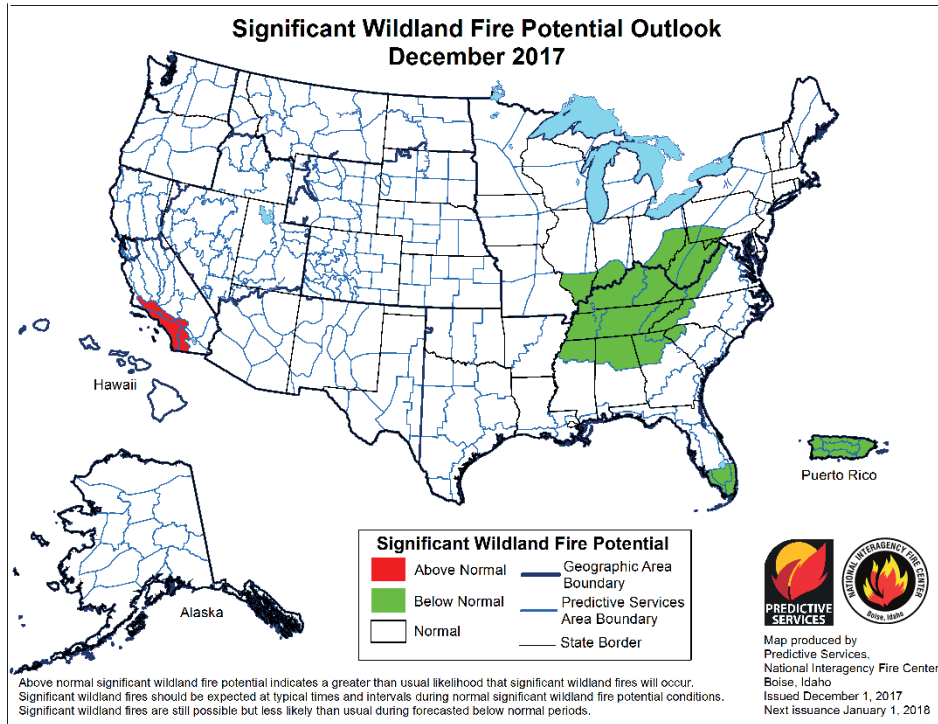 Significant Wildland Fire Potential Outlook
December 2017
Hawaii
Puerto Rico
Alaska
Significant Wildland Fire Potential
Above Normal
Below Normal
Normal
Geographic Area
Boundary
Predictive Services
Area Boundary
State Border
PREDICTIVE
SERVICES
NATIONAL INTERAGENCY FIRE CENTER
Boise, Idaho
Map produced by
Predictive Services,
National Interagency Fire Center
Boise, Idaho
Issued December 1, 2017
Next issuance January 1, 2018
Above normal significant wildland fire potential indicates a greater than usual likelihood that significant wildland fires will occur.
Significant wildland fires should be expected at typical times and intervals during normal significant wildland fire potential conditions.
Significant wildland fires are still possible but less likely than usual during forecasted below normal periods.